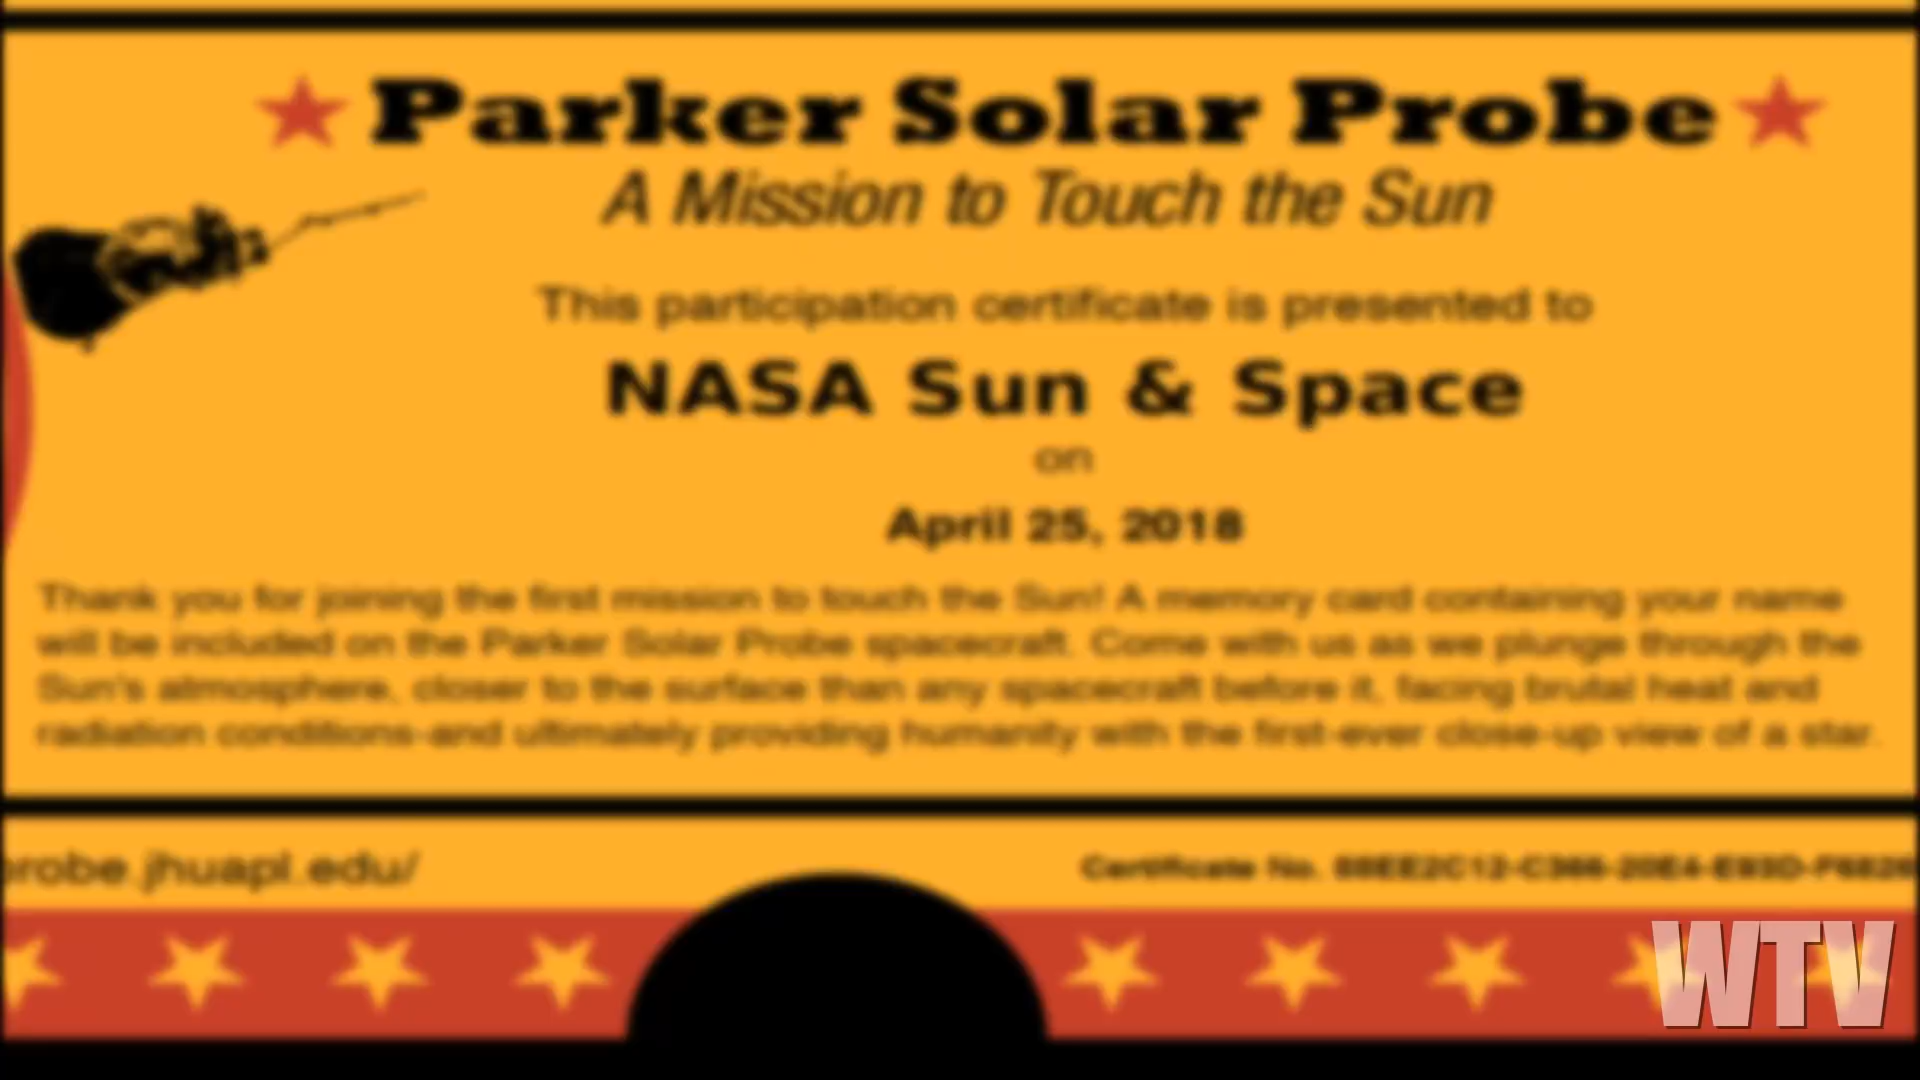 Parker Solar Probe
A Mission to Touch the Sun
This participation certificate is presented to
NASA Sun & Space
on
April 25, 2018
Thank you for joining the first mission to touch the Sun! A memory card containing your name
will be included on the Parker Solar Probe spacecraft. Come with us as we plunge through the
Sun's atmosphere, closer to the surface than any spacecraft before it, facing brutal heat and
radiation conditions-and ultimately providing humanity with the first-ever close-up view of a star.
probe.jhuapl.edu/
Certificate No.
WTV